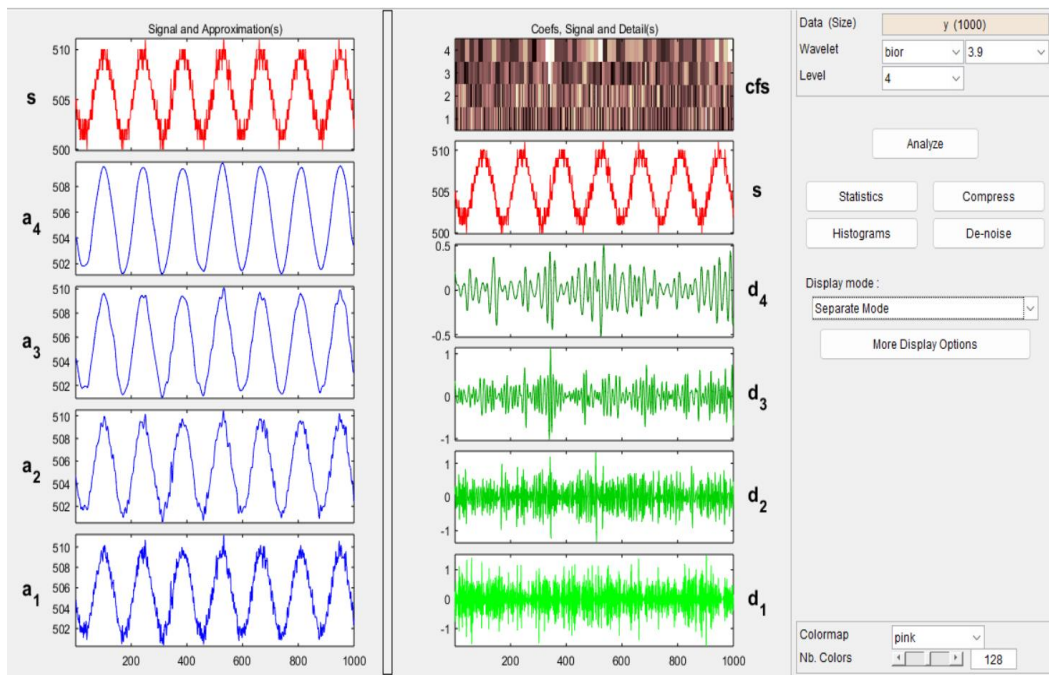 Signal and Approximation(s)
510
s
505
500
508
a4
506
504
502
508
a3
506
504
502
510
508
a2
506
504
502
510
508
a1
506
504
502
200 400 600 800 1000
Coefs, Signal and Detail(s)
4
3
2
1
cfs
510
505
500
s
0.5
0
-0.5
d4
1
0
-1
d3
1
0
-1
d2
1
0
-1
d1
200 400 600 800 1000
Data (Size) y (1000)
Wavelet bior 3.9
Level 4
Analyze
Statistics Compress
Histograms De-noise
Display mode :
Separate Mode
More Display Options
Colormap pink
Nb. Colors 128